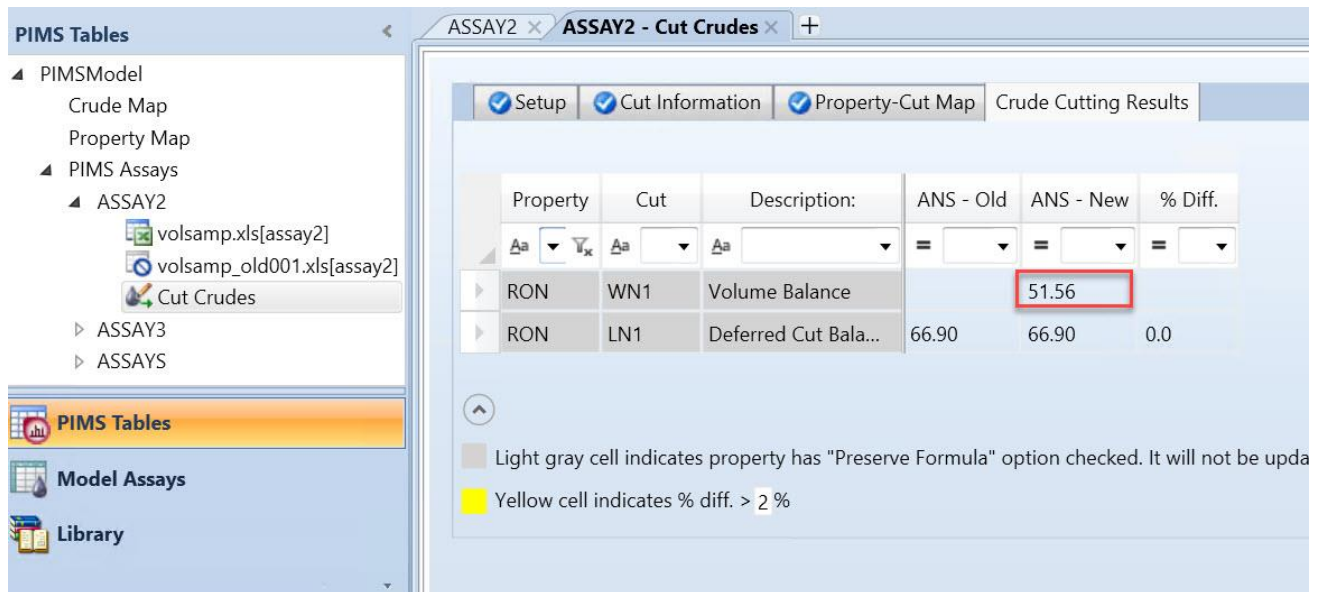 PIMS Tables
PIMSModel
Crude Map
Property Map
PIMS Assays
ASSAY2
volsamp.xls[assay2]
volsamp_old001.xls[assay2]
Cut Crudes
ASSAY3
ASSAYS
PIMS Tables
Model Assays
Library
ASSAY2 × ASSAY2 - Cut Crudes × +
Setup Cut Information Property-Cut Map Crude Cutting Results
Property Cut Description: ANS - Old ANS - New % Diff.
Aa Aa Aa = = =
RON WN1 Volume Balance 51.56
RON LN1 Deferred Cut Bala... 66.90 66.90 0.0
Light gray cell indicates property has "Preserve Formula" option checked. It will not be upda
Yellow cell indicates % diff. > 2 %